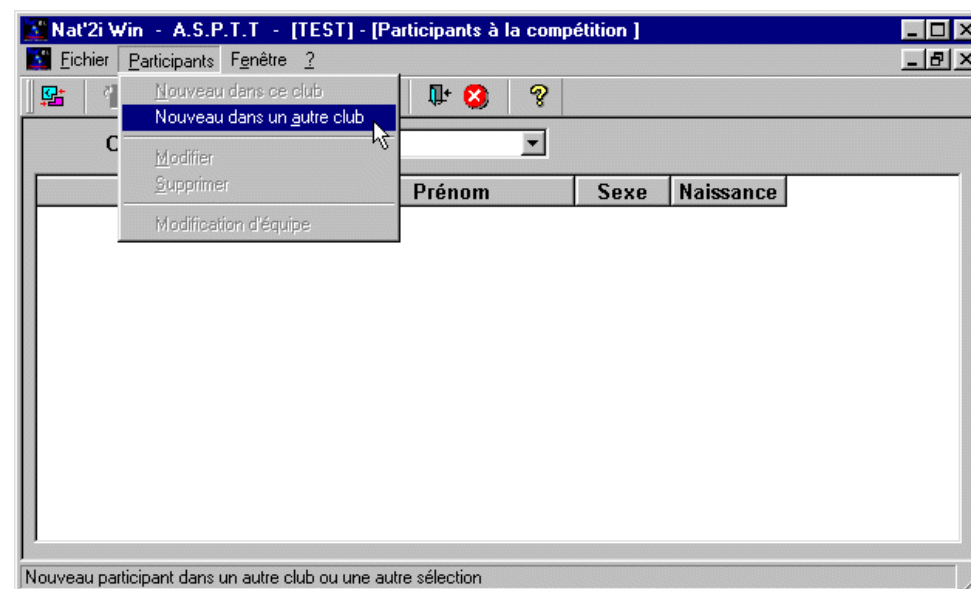 Nat'2i Win - A.S.P.T.T - [TEST] - [Participants à la compétition ]
Fichier Participants Fenêtre ?
Nouveau dans ce club
Nouveau dans un autre club
C
Modifier
Supprimer
Prénom Sexe Naissance
Modification d'équipe
Nouveau participant dans un autre club ou une autre sélection